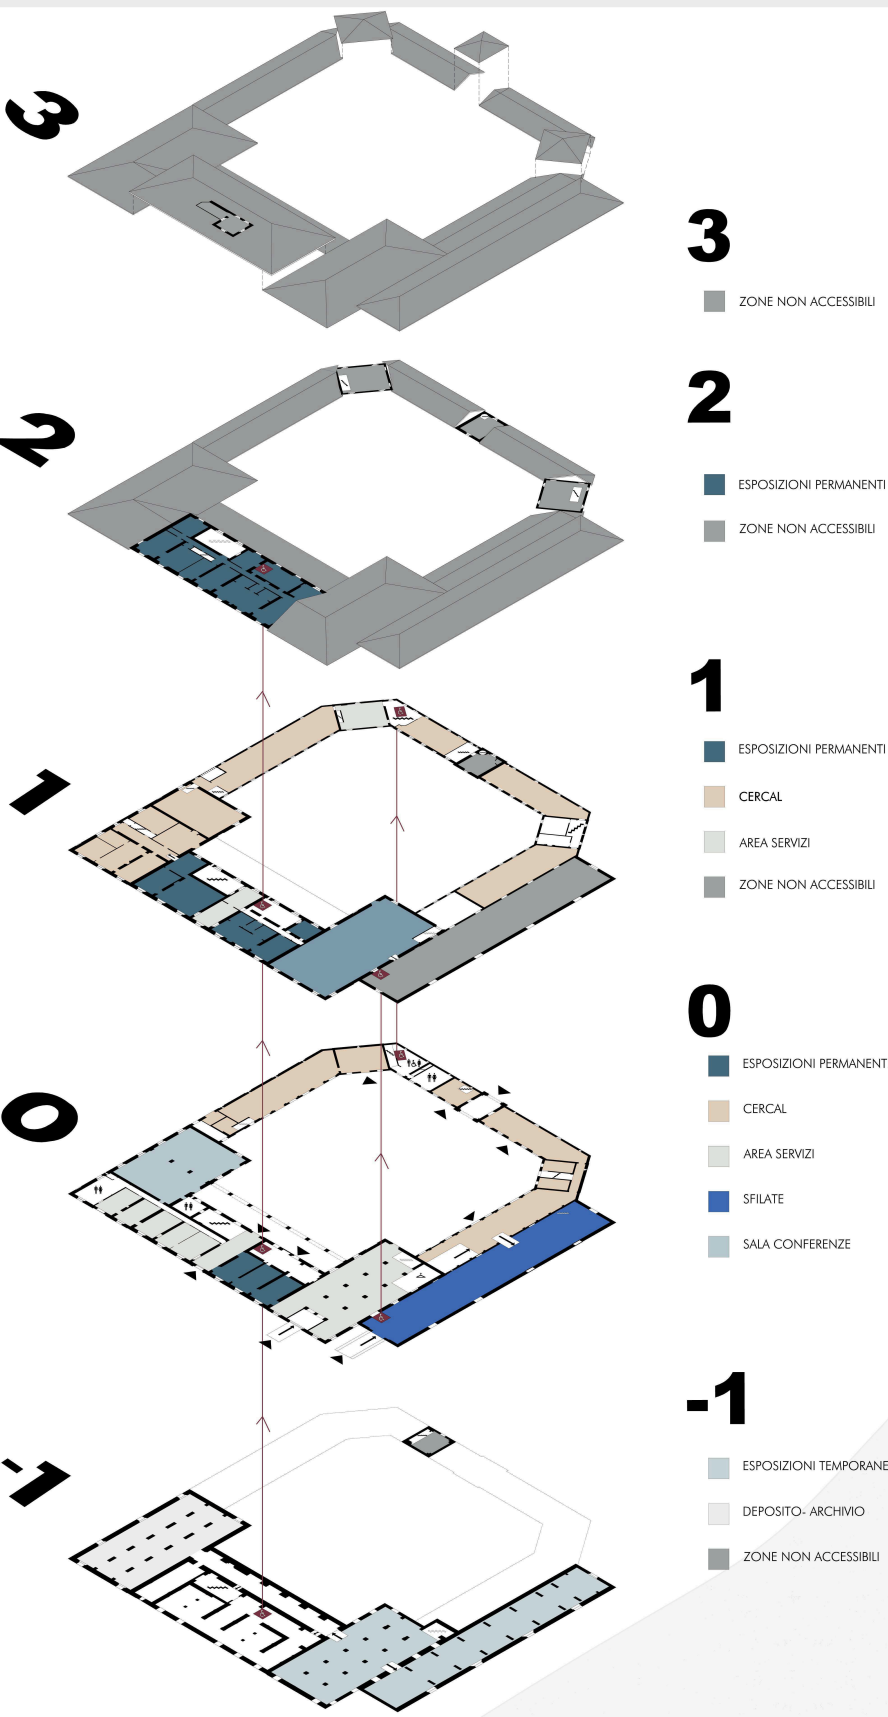 3
3
ZONE NON ACCESSIBILI
2
2
ESPOSIZIONI PERMANENTI
ZONE NON ACCESSIBILI
1
1
ESPOSIZIONI PERMANENTI
CERCAL
AREA SERVIZI
ZONE NON ACCESSIBILI
0
0
ESPOSIZIONI PERMANENT
CERCAL
AREA SERVIZI
SFILATE
SALA CONFERENZE
-1
-1
ESPOSIZIONI TEMPORANE
DEPOSITO- ARCHIVIO
ZONE NON ACCESSIBILI